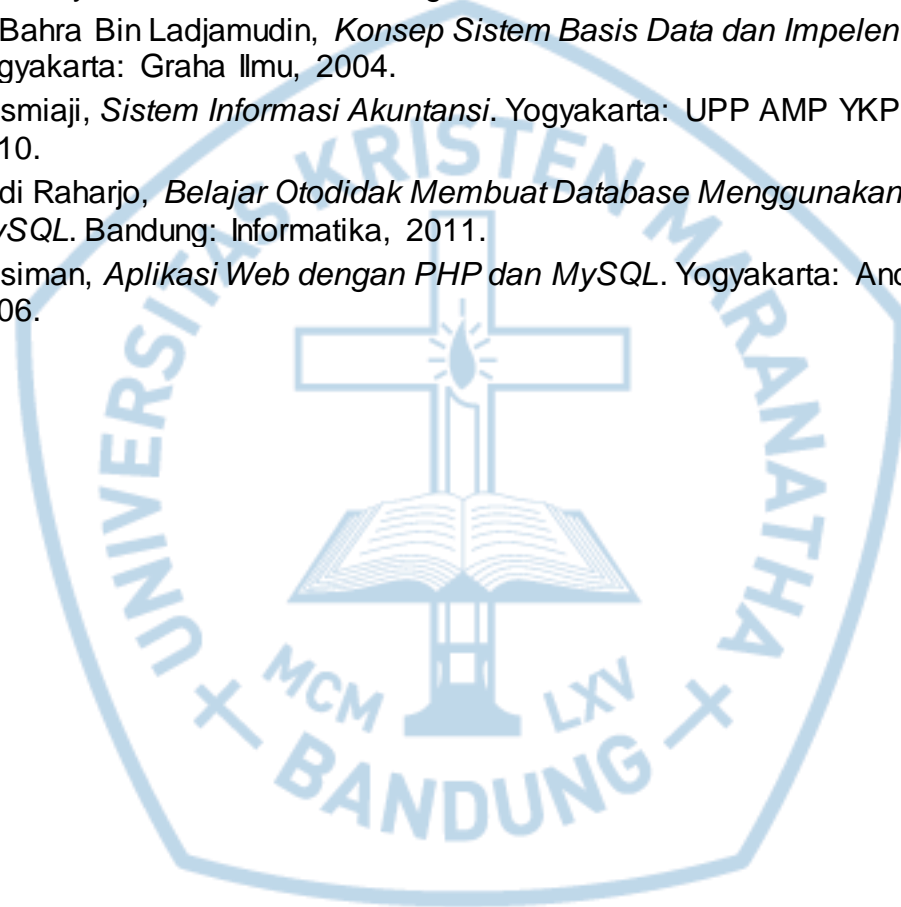 Bahra Bin Ladjamudin, Konsep Sistem Basis Data dan Impelen
gyakarta: Graha Ilmu, 2004.
smiaji, Sistem Informasi Akuntansi. Yogyakarta: UPP AMP YKP
10.
di Raharjo, Belajar Otodidak Membuat Database Menggunakan
ySQL. Bandung: Informatika, 2011.
siman, Aplikasi Web dengan PHP dan MySQL. Yogyakarta: And
06.
UNIVERSITAS KRISTEN MARANATHA
MCM LXV
BANDUNG